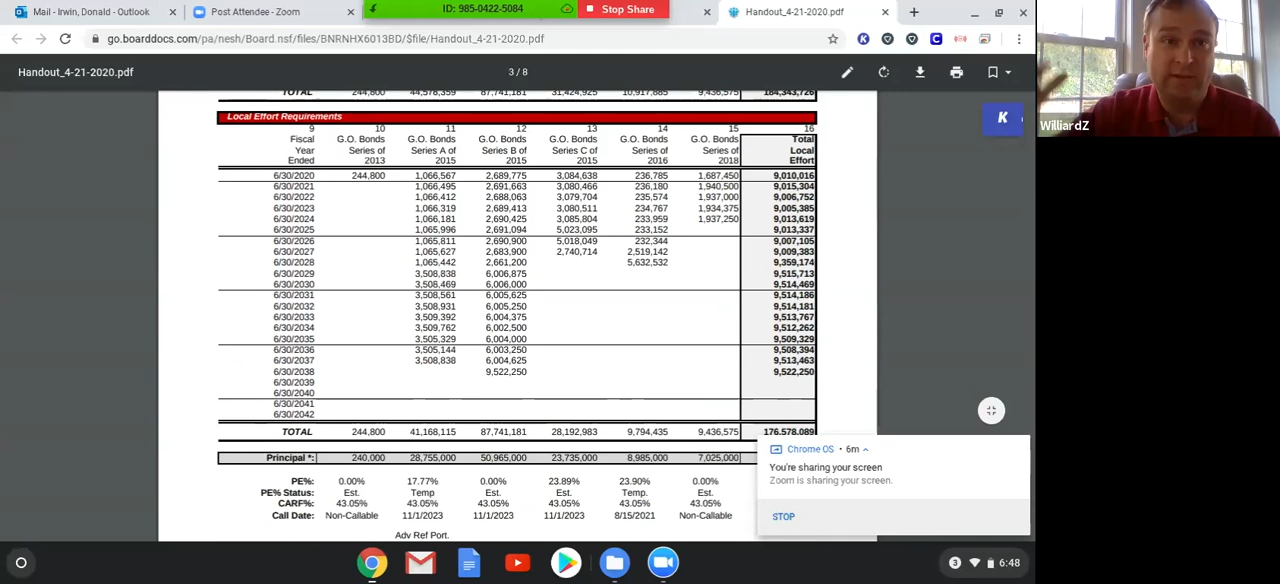 Mail - Irwin, Donald - Outlook Post Attendee - Zoom ID: 985-0422-5084 Stop Share Handout_4-21-2020.pdf
go.boarddocs.com/pa/nesh/Board.nsf/files/BNRNHX6013BD/$file/Handout_4-21-2020.pdf
Handout_4-21-2020.pdf 3 / 8
TOTAL 244,800 44,578,359 87,741,181 31,424,925 10,917,885 9,436,575 184,343,726
Local Effort Requirements
9 10 11 12 13 14 15 16
Fiscal G.O. Bonds G.O. Bonds G.O. Bonds G.O. Bonds G.O. Bonds G.O. Bonds Total
Year Series of Series A of Series B of Series C of Series of Series of Local
Ended 2013 2015 2015 2015 2016 2018 Effort
6/30/2020 244,800 1,066,567 2,689,775 3,084,638 236,785 1,687,450 9,010,016
6/30/2021 1,066,495 2,691,663 3,080,466 236,180 1,940,500 9,015,304
6/30/2022 1,066,412 2,688,063 3,079,704 235,574 1,937,000 9,006,752
6/30/2023 1,066,319 2,689,413 3,080,511 234,767 1,934,375 9,005,385
6/30/2024 1,066,181 2,690,425 3,085,804 233,959 1,937,250 9,013,619
6/30/2025 1,065,996 2,691,094 5,023,095 233,152 9,013,337
6/30/2026 1,065,811 2,690,900 5,018,049 232,344 9,007,105
6/30/2027 1,065,627 2,683,900 2,740,714 2,519,142 9,009,383
6/30/2028 1,065,442 2,661,200 5,632,532 9,359,174
6/30/2029 3,508,838 6,006,875 9,515,713
6/30/2030 3,508,469 6,006,000 9,514,469
6/30/2031 3,508,561 6,005,625 9,514,186
6/30/2032 3,508,931 6,005,250 9,514,181
6/30/2033 3,509,392 6,004,375 9,513,767
6/30/2034 3,509,762 6,002,500 9,512,262
6/30/2035 3,505,329 6,004,000 9,509,329
6/30/2036 3,505,144 6,003,250 9,508,394
6/30/2037 3,508,838 6,004,625 9,513,463
6/30/2038 9,522,250 9,522,250
6/30/2039
6/30/2040
6/30/2041
6/30/2042
TOTAL 244,800 41,168,115 87,741,181 28,192,983 9,794,435 9,436,575 176,578,089
Principal *: 240,000 28,755,000 50,965,000 23,735,000 8,985,000 7,025,000
PE%: 0.00% 17.77% 0.00% 23.89% 23.90% 0.00%
PE% Status: Est. Temp Est. Est. Temp. Est.
CARF%: 43.05% 43.05% 43.05% 43.05% 43.05% 43.05%
Call Date: Non-Callable 11/1/2023 11/1/2023 11/1/2023 8/15/2021 Non-Callable
Adv Ref Port.
K
WilliardZ
Chrome OS • 6m
You're sharing your screen
Zoom is sharing your screen.
STOP
3 6:48